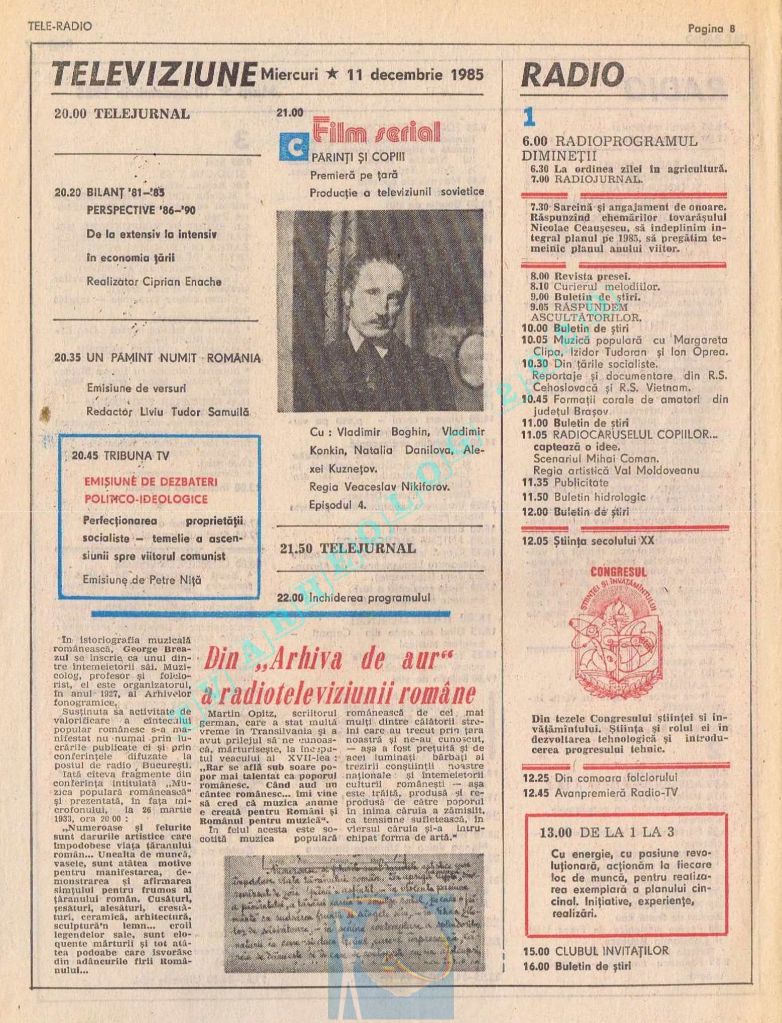 TELE-RADIO
Pagina 8
TELEVIZIUNE Miercuri ★ 11 decembrie 1985
20.00 TELEJURNAL
20.20 BILANȚ '81–'85
PERSPECTIVE '86–'90
De la extensiv la intensiv
în economia țării
Realizator Ciprian Enache
20.35 UN PĂMÎNT NUMIT ROMÂNIA
Emisiune de versuri
Redactor Liviu Tudor Samuilă
20.45 TRIBUNA TV
EMISIUNE DE DEZBATERI
POLITICO-IDEOLOGICE
Perfecționarea proprietății
socialiste – temelie a ascen-
siunii spre viitorul comunist
Emisiune de Petre Niță
21.00
C Film serial
PĂRINȚI ȘI COPIII
Premieră pe țară
Producție a televiziunii sovietice
Cu : Vladimir Boghin, Vladimir
Konkin, Natalia Danilova, Ale-
xei Kuznețov.
Regia Veaceslav Nikiforov.
Episodul 4.
21.50 TELEJURNAL
22.00 Închiderea programului
În istoriografia muzicală
românească, George Brea-
zul se înscrie ca unul din-
tre întemeietorii săi. Muzi-
colog, profesor și folclo-
rist, el este organizatorul,
în anul 1927, al Arhivelor
fonogramice.
Susținuta sa activitate de
valorificare a cîntecului
popular românesc s-a ma-
nifestat nu numai prin lu-
crările publicate ci și prin
conferințele difuzate la
postul de radio București.
Iată cîteva fragmente din
conferința intitulată „Mu-
zica populară românească"
și prezentată, în fața mi-
crofonului, la 26 martie
1933, ora 20.00 :
„Numeroase și felurite
sunt darurile artistice care
împodobesc viața țăranului
român... Unealta de muncă,
vasele, sunt atâtea motive
pentru manifestarea, de-
monstrarea și afirmarea
simțului pentru frumos al
țăranului român. Cusături,
țesături, alesături, crestă-
turi, ceramică, arhitectură,
sculptură'n lemn... eroii
legendelor sale, sunt elo-
quente mărturii și tot atâ-
tea podoabe care isvorăsc
din adâncurile firii Româ-
nului...
Din „Arhiva de aur"
a radioteleviziunii române
Martin Opitz, scriitorul
german, care a stat multă
vreme în Transilvania și a
avut prilejul să ne cunoas-
că, mărturisește, la începu-
tul veacului al XVII-lea :
„Rar se află sub soare po-
por mai talentat ca poporul
românesc. Când aud un
cântec românesc... îmi vine
să cred că muzica anume
e creată pentru Români și
Românul pentru muzică".
În felul acesta este so-
cotită muzica populară
românească de cei mai
mulți dintre călătorii stre-
ini care au trecut prin țara
noastră și ne-au cunoscut,
— așa a fost prețuită și de
acei luminați bărbați ai
trezirii conștiinții noastre
naționale și întemeietorii
culturii românești — așa
este trăită, produsă și re-
produsă de către poporul
în inima căruia a zămislit,
ca tensiune sufletească, în
viersul căruia și-a întru-
chipat forma de artă."
RADIO
1
6.00 RADIOPROGRAMUL
DIMINEȚII
6.30 La ordinea zilei în agricultură.
7.00 RADIOJURNAL.
7.30 Sarcină și angajament de onoare.
Răspunzînd chemărilor tovarășului
Nicolae Ceaușescu, să îndeplinim in-
tegral planul pe 1985, să pregătim te-
meinic planul anului viitor.
8.00 Revista presei.
8.10 Curierul melodiilor.
9.00 Buletin de știri.
9.05 RĂSPUNDEM
ASCULTĂTORILOR.
10.00 Buletin de știri
10.05 Muzică populară cu Margareta
Clipa, Izidor Tudoran și Ion Oprea.
10.30 Din țările socialiste.
Reportaje și documentare din R.S.
Cehoslovacă și R.S. Vietnam.
10.45 Formații corale de amatori din
județul Brașov
11.00 Buletin de știri
11.05 RADIOCARUSELUL COPIILOR...
captează o idee.
Scenariul Mihai Coman.
Regia artistică Val Moldoveanu
11.35 Publicitate
11.50 Buletin hidrologic
12.00 Buletin de știri
12.05 Știința secolului XX
CONGRESUL
ȘTIINȚEI ȘI ÎNVĂȚĂMÎNTULUI
Din tezele Congresului științei și în-
vățămîntului. Știința și rolul ei în
dezvoltarea tehnologică și introdu-
cerea progresului tehnic.
12.25 Din comoara folclorului
12.45 Avanpremieră Radio-TV
13.00 DE LA 1 LA 3
Cu energie, cu pasiune revo-
luționară, acționăm la fiecare
loc de muncă, pentru realiza-
rea exemplară a planului cin-
cinal. Inițiative, experiențe,
realizări.
15.00 CLUBUL INVITAȚILOR
16.00 Buletin de știri